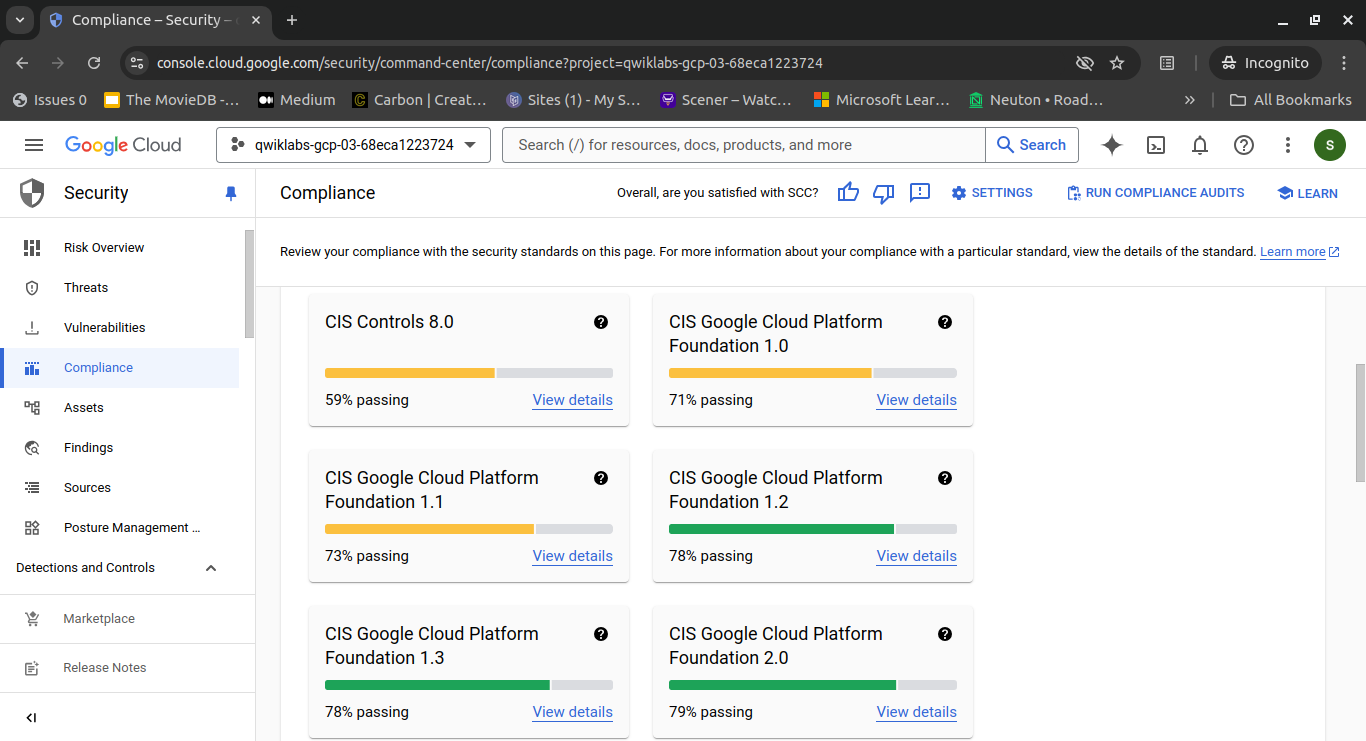 Compliance – Security –
console.cloud.google.com/security/command-center/compliance?project=qwiklabs-gcp-03-68eca1223724
Incognito
Issues 0
The MovieDB -...
Medium
Carbon | Creat...
Sites (1) - My S...
Scener – Watc...
Microsoft Lear...
Neuton • Road...
All Bookmarks
Google Cloud
qwiklabs-gcp-03-68eca1223724
Search (/) for resources, docs, products, and more
Search
S
Security
Compliance
Overall, are you satisfied with SCC?
SETTINGS
RUN COMPLIANCE AUDITS
LEARN
Risk Overview
Threats
Vulnerabilities
Compliance
Assets
Findings
Sources
Posture Management ...
Detections and Controls
Marketplace
Release Notes
Review your compliance with the security standards on this page. For more information about your compliance with a particular standard, view the details of the standard. Learn more
CIS Controls 8.0
59% passing
View details
CIS Google Cloud Platform
Foundation 1.0
71% passing
View details
CIS Google Cloud Platform
Foundation 1.1
73% passing
View details
CIS Google Cloud Platform
Foundation 1.2
78% passing
View details
CIS Google Cloud Platform
Foundation 1.3
78% passing
View details
CIS Google Cloud Platform
Foundation 2.0
79% passing
View details